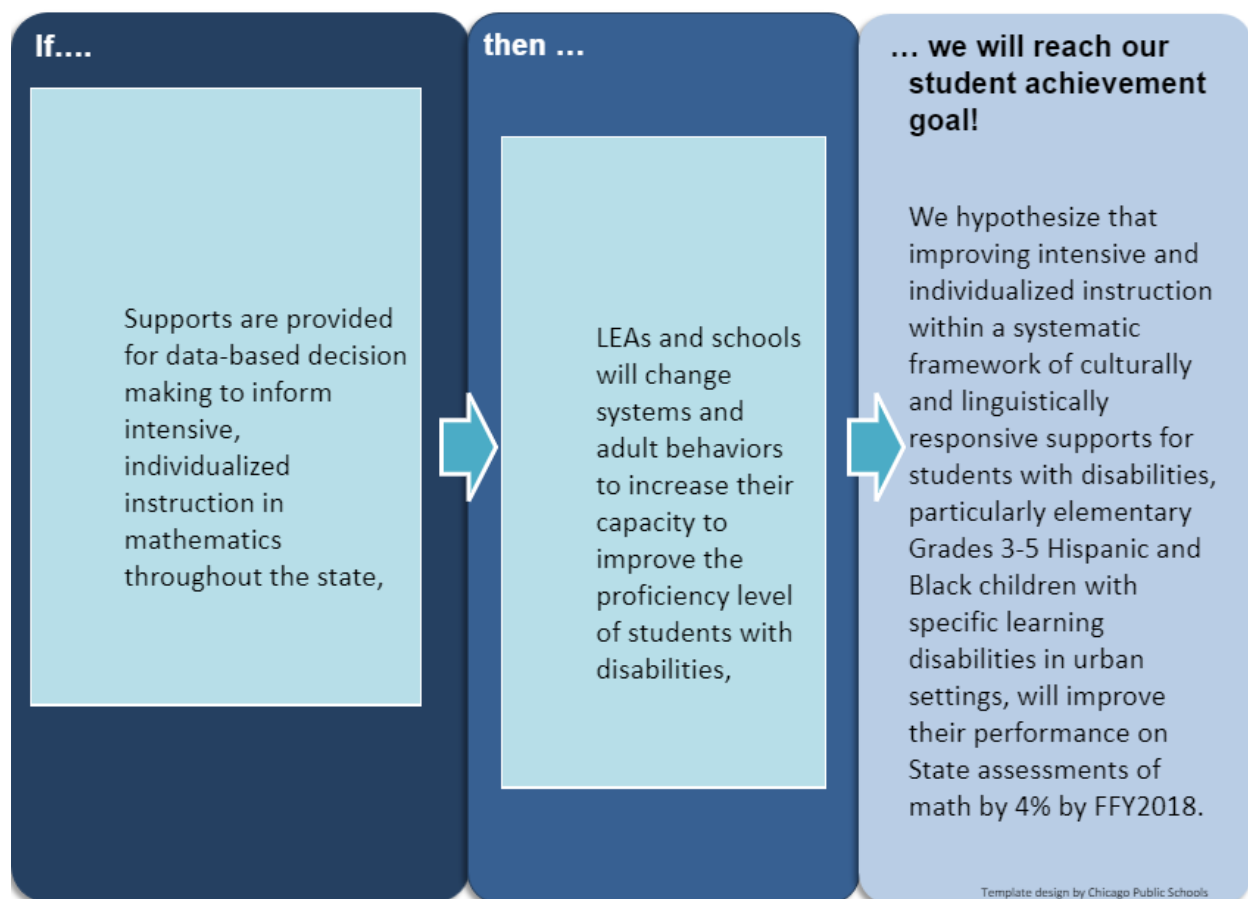 If....
Supports are provided
for data-based decision
making to inform
intensive,
individualized
instruction in
mathematics
throughout the state,
then ...
LEAs and schools
will change
systems and
adult behaviors
to increase their
capacity to
improve the
proficiency level
of students with
disabilities,
... we will reach our
student achievement
goal!
We hypothesize that
improving intensive and
individualized instruction
within a systematic
framework of culturally
and linguistically
responsive supports for
students with disabilities,
particularly elementary
Grades 3-5 Hispanic and
Black children with
specific learning
disabilities in urban
settings, will improve
their performance on
State assessments of
math by 4% by FFY2018.
Template design by Chicago Public Schools